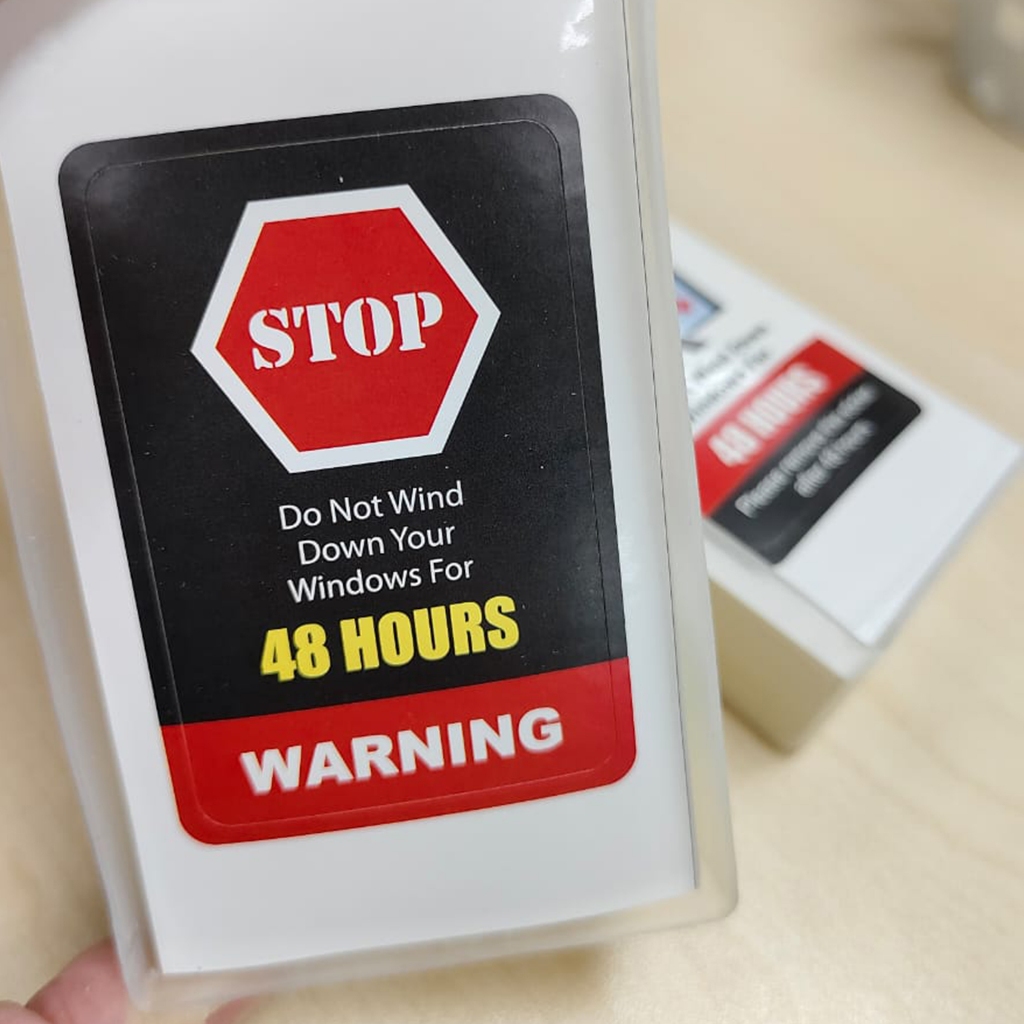 STOP
Do Not Wind
Down Your
Windows For
48 HOURS
WARNING
48 HOURS